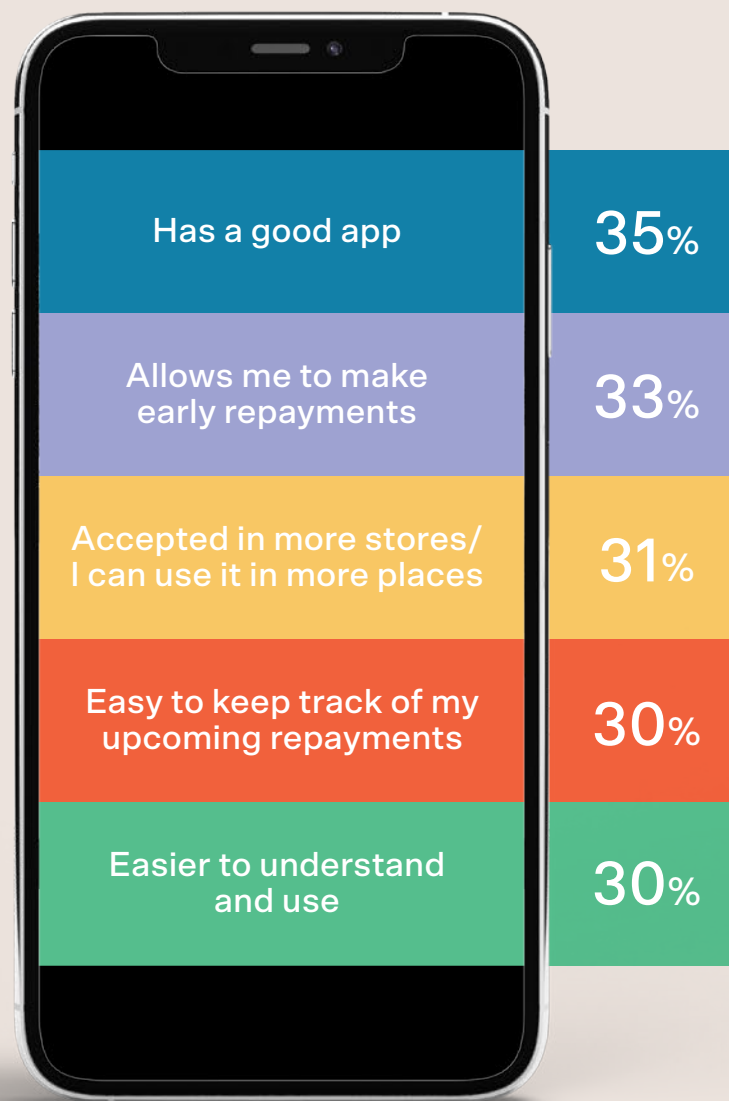 Has a good app
35%
Allows me to make
early repayments
33%
Accepted in more stores/
I can use it in more places
31%
Easy to keep track of my
upcoming repayments
30%
Easier to understand
and use
30%